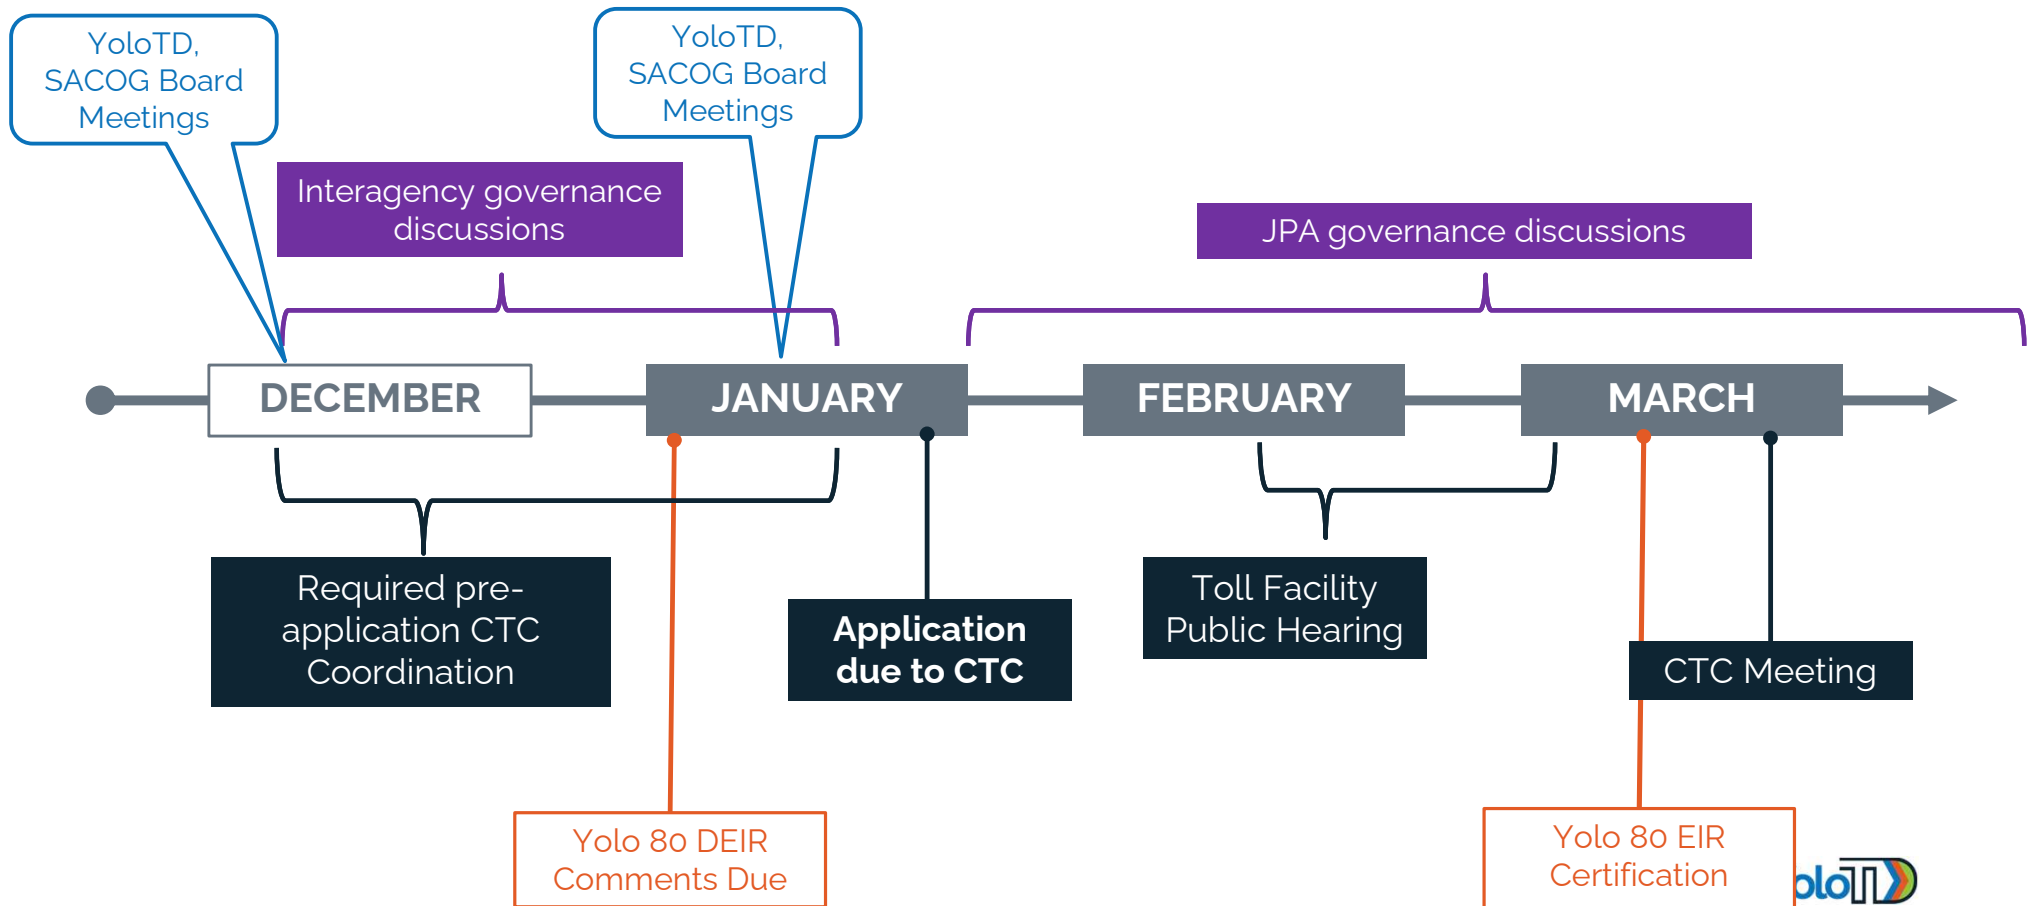 YoloTD,
SACOG Board
Meetings
YoloTD,
SACOG Board
Meetings
Interagency governance
discussions
JPA governance discussions
DECEMBER
JANUARY
FEBRUARY
MARCH
Required pre-
application CTC
Coordination
Application
due to CTC
Toll Facility
Public Hearing
CTC Meeting
Yolo 80 DEIR
Comments Due
Yolo 80 EIR
Certification
oloTD